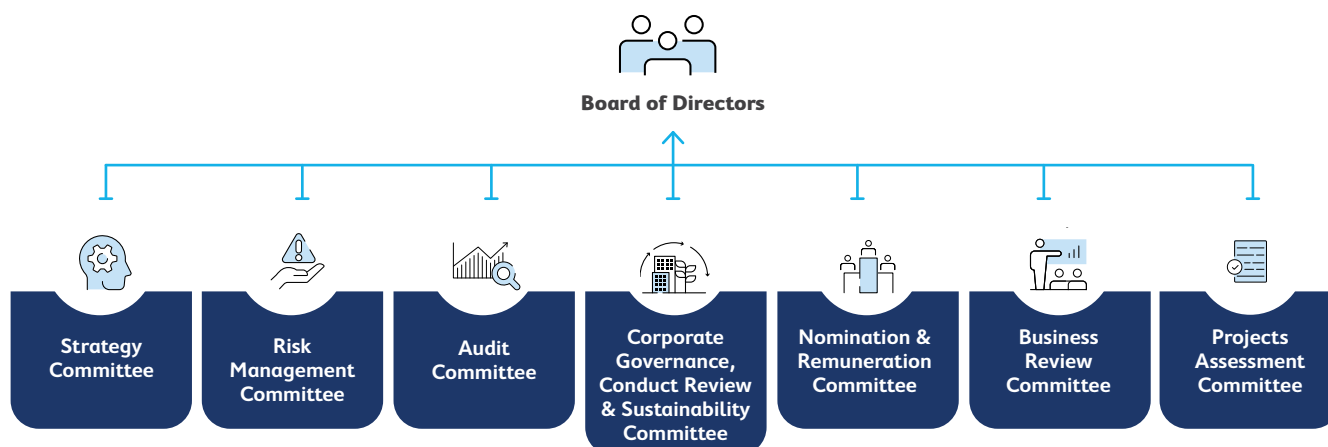 Board of Directors
Strategy
Committee
Risk
Management
Committee
Audit
Committee
Corporate
Governance,
Conduct Review
& Sustainability
Committee
Nomination &
Remuneration
Committee
Business
Review
Committee
Projects
Assessment
Committee